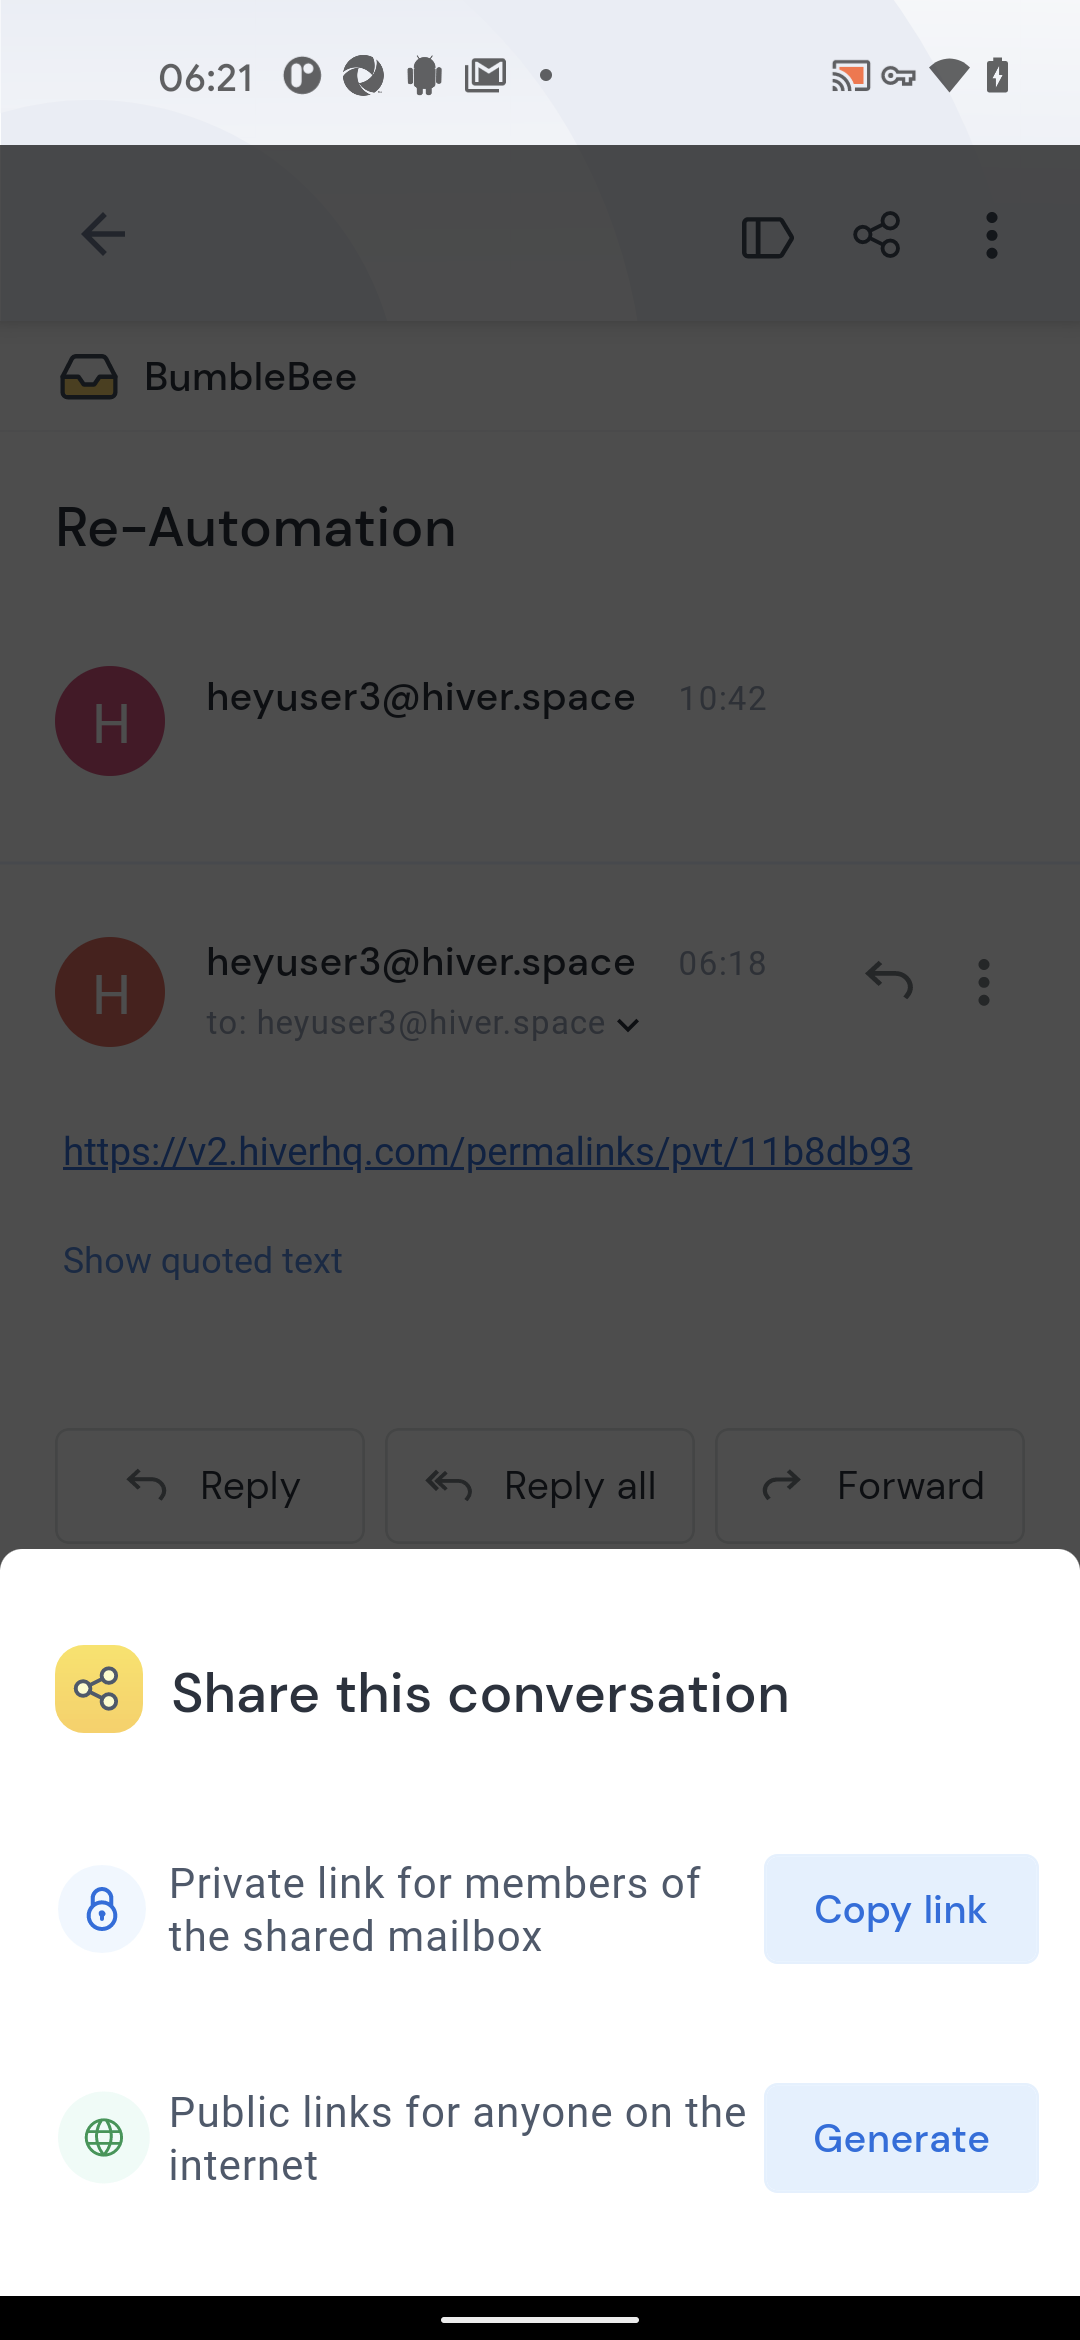 06:21
BumbleBee
Re-Automation
H
heyuser3@hiver.space 10:42
H
heyuser3@hiver.space 06:18
to: heyuser3@hiver.space
https://v2.hiverhq.com/permalinks/pvt/11b8db93
Show quoted text
Reply Reply all Forward
Share this conversation
Private link for members of
the shared mailbox
Copy link
Public links for anyone on the
internet
Generate